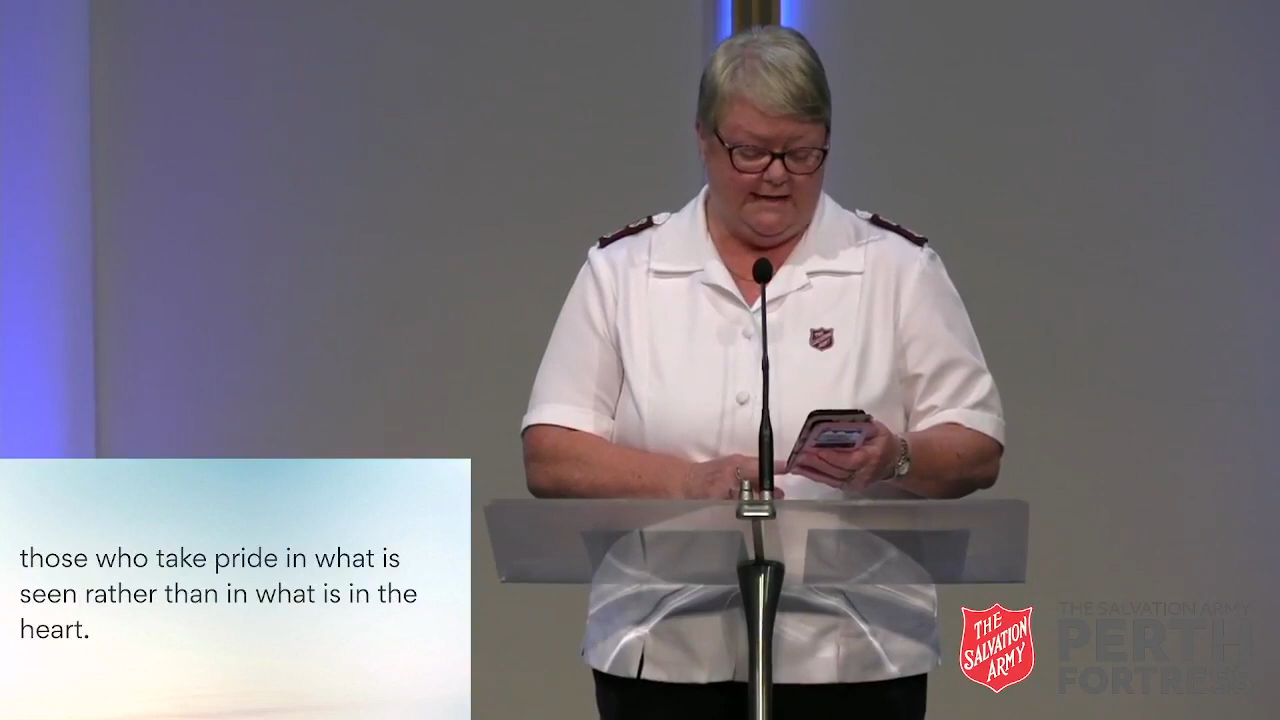 those who take pride in what is
seen rather than in what is in the
heart.
THE
SALVATION
ARMY
THE SALVATION ARMY
PERTH
FORTRESS